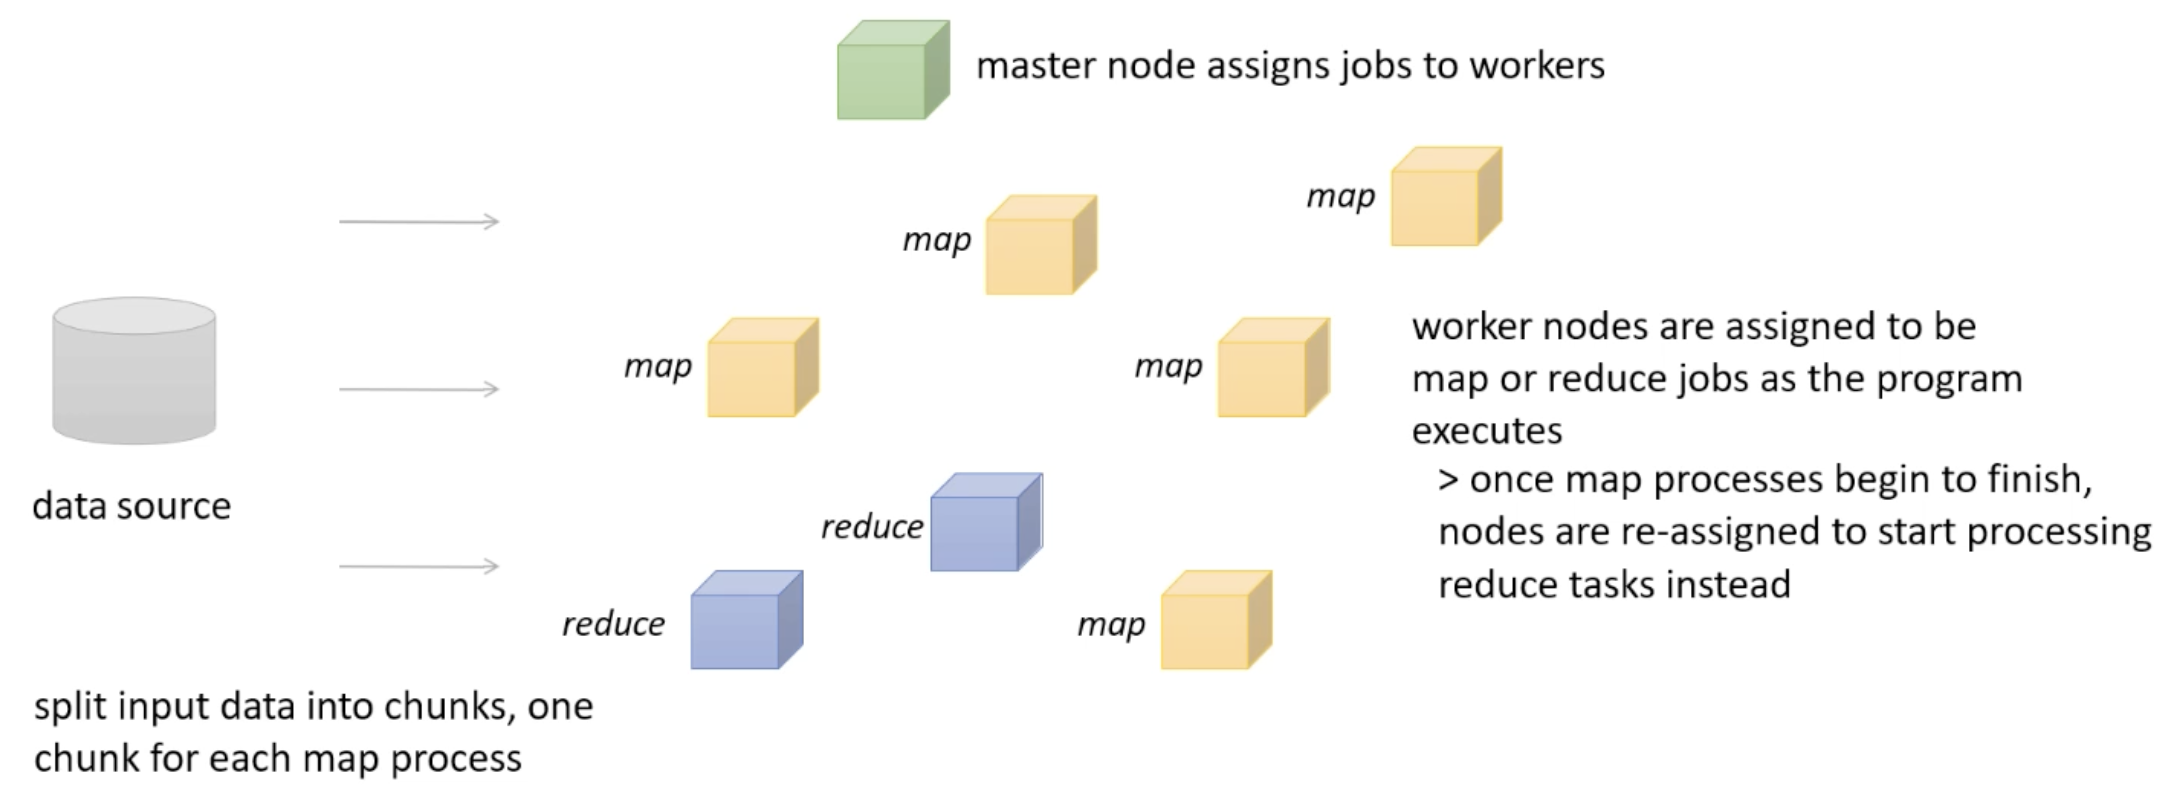 master node assigns jobs to workers
map
map
map
map
worker nodes are assigned to be
map or reduce jobs as the program
executes
> once map processes begin to finish,
nodes are re-assigned to start processing
reduce tasks instead
data source
reduce
reduce
map
split input data into chunks, one
chunk for each map process